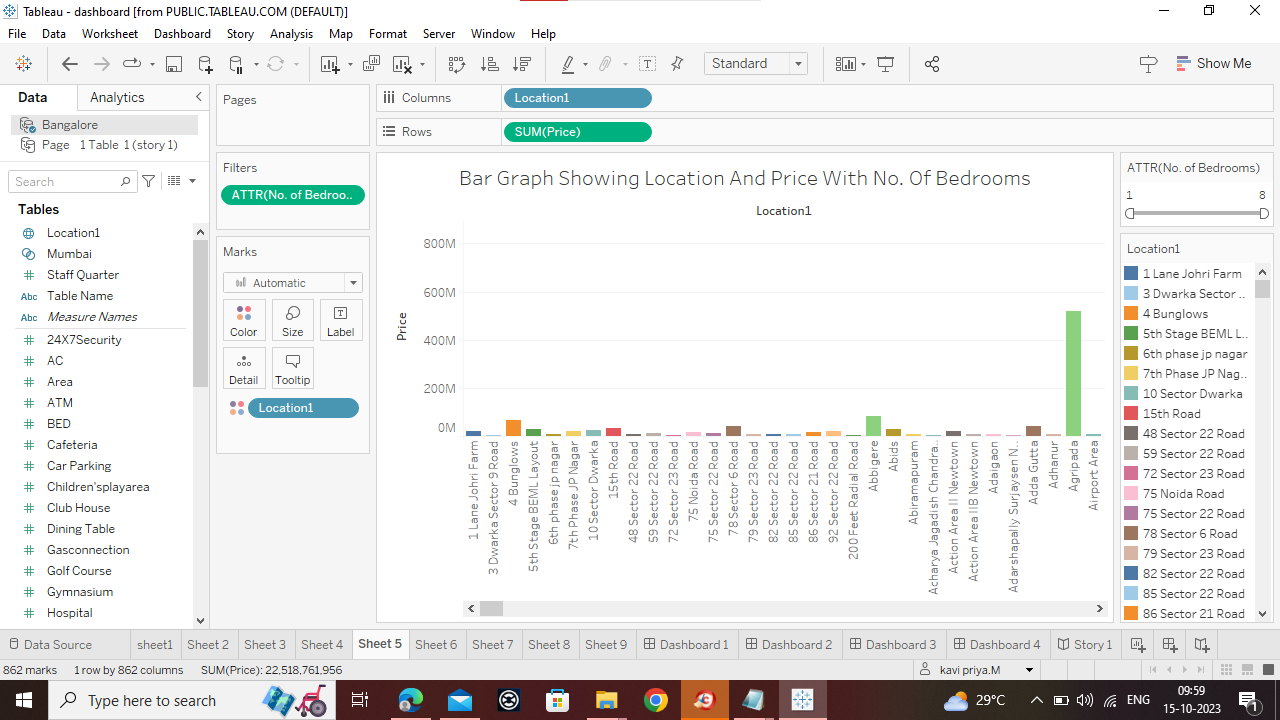 Tableau - dashboard [from PUBLIC.TABLEAU.COM (DEFAULT)]
File Data Worksheet Dashboard Story Analysis Map Format Server Window Help
Standard
Show Me
Data Analytics
Bangalore
Page 1 Table 1 (story 1)
Search
Tables
Location1
Mumbai
Staff Quarter
Abc Table Name
Abc Measure Names
24X7Security
AC
Area
ATM
BED
Cafeteria
Car Parking
Children'splayarea
Club House
Dining Table
Gasconnection
Golf Course
Gymnasium
Hospital
Pages
Filters
ATTR(No. of Bedroo..
Marks
Automatic
Color Size Label
Detail Tooltip
Location1
Columns Location1
Rows SUM(Price)
Bar Graph Showing Location And Price With No. Of Bedrooms
Location1
800M
600M
400M
200M
0M
Price
1 Lane Johri Farm
3 Dwarka Sector 9 Road
4 Bunglows
5th Stage BEML Layout
6th phase jp nagar
7th Phase JP Nagar
10 Sector Dwarka
15th Road
48 Sector 22 Road
59 Sector 22 Road
72 Sector 23 Road
75 Noida Road
75 Sector 22 Road
78 Sector 6 Road
79 Sector 23 Road
82 Sector 22 Road
85 Sector 22 Road
86 Sector 21 Road
92 Sector 22 Road
200 Feet Radial Road
Abbigere
Abids
Abiramapuram
Acharya Jagadish Chandra..
Action Area II Newtown
Action Area IIB Newtown
Adaigaon
Adarshapally Surjaysen N..
Adda Gutta
Adhanur
Agripada
Airport Area
ATTR(No. of Bedrooms)
1 8
Location1
1 Lane Johri Farm
3 Dwarka Sector ..
4 Bunglows
5th Stage BEML L..
6th phase jp nagar
7th Phase JP Nag..
10 Sector Dwarka
15th Road
48 Sector 22 Road
59 Sector 22 Road
72 Sector 23 Road
75 Noida Road
75 Sector 22 Road
78 Sector 6 Road
79 Sector 23 Road
82 Sector 22 Road
85 Sector 22 Road
86 Sector 21 Road
Data Source sheet1 Sheet 2 Sheet 3 Sheet 4 Sheet 5 Sheet 6 Sheet 7 Sheet 8 Sheet 9 Dashboard 1 Dashboard 2 Dashboard 3 Dashboard 4 Story 1
862 marks 1 row by 862 columns SUM(Price): 22,518,761,956 kavi priya.M
Type here to search
29°C
ENG
09:59
15-10-2023
1